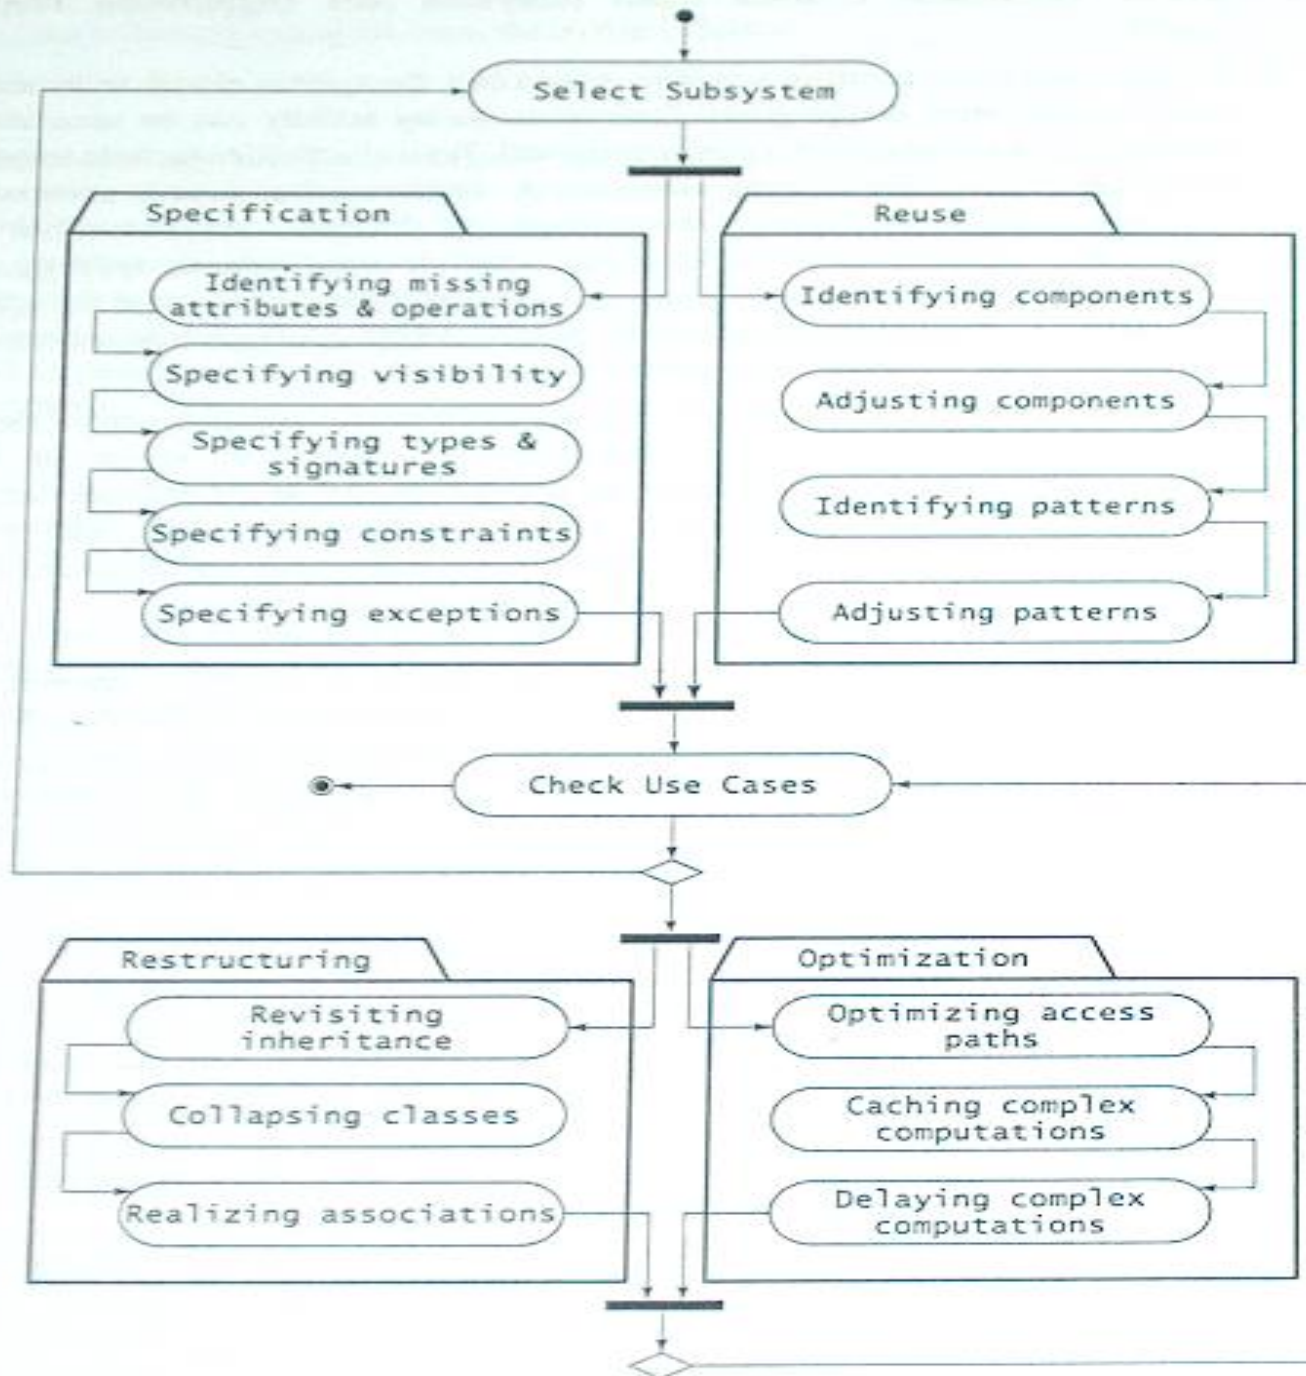 Select Subsystem
Specification
Identifying missing
attributes & operations
Specifying visibility
Specifying types &
signatures
Specifying constraints
Specifying exceptions
Reuse
Identifying components
Adjusting components
Identifying patterns
Adjusting patterns
Check Use Cases
Restructuring
Revisiting
inheritance
Collapsing classes
Realizing associations
Optimization
Optimizing access
paths
Caching complex
computations
Delaying complex
computations